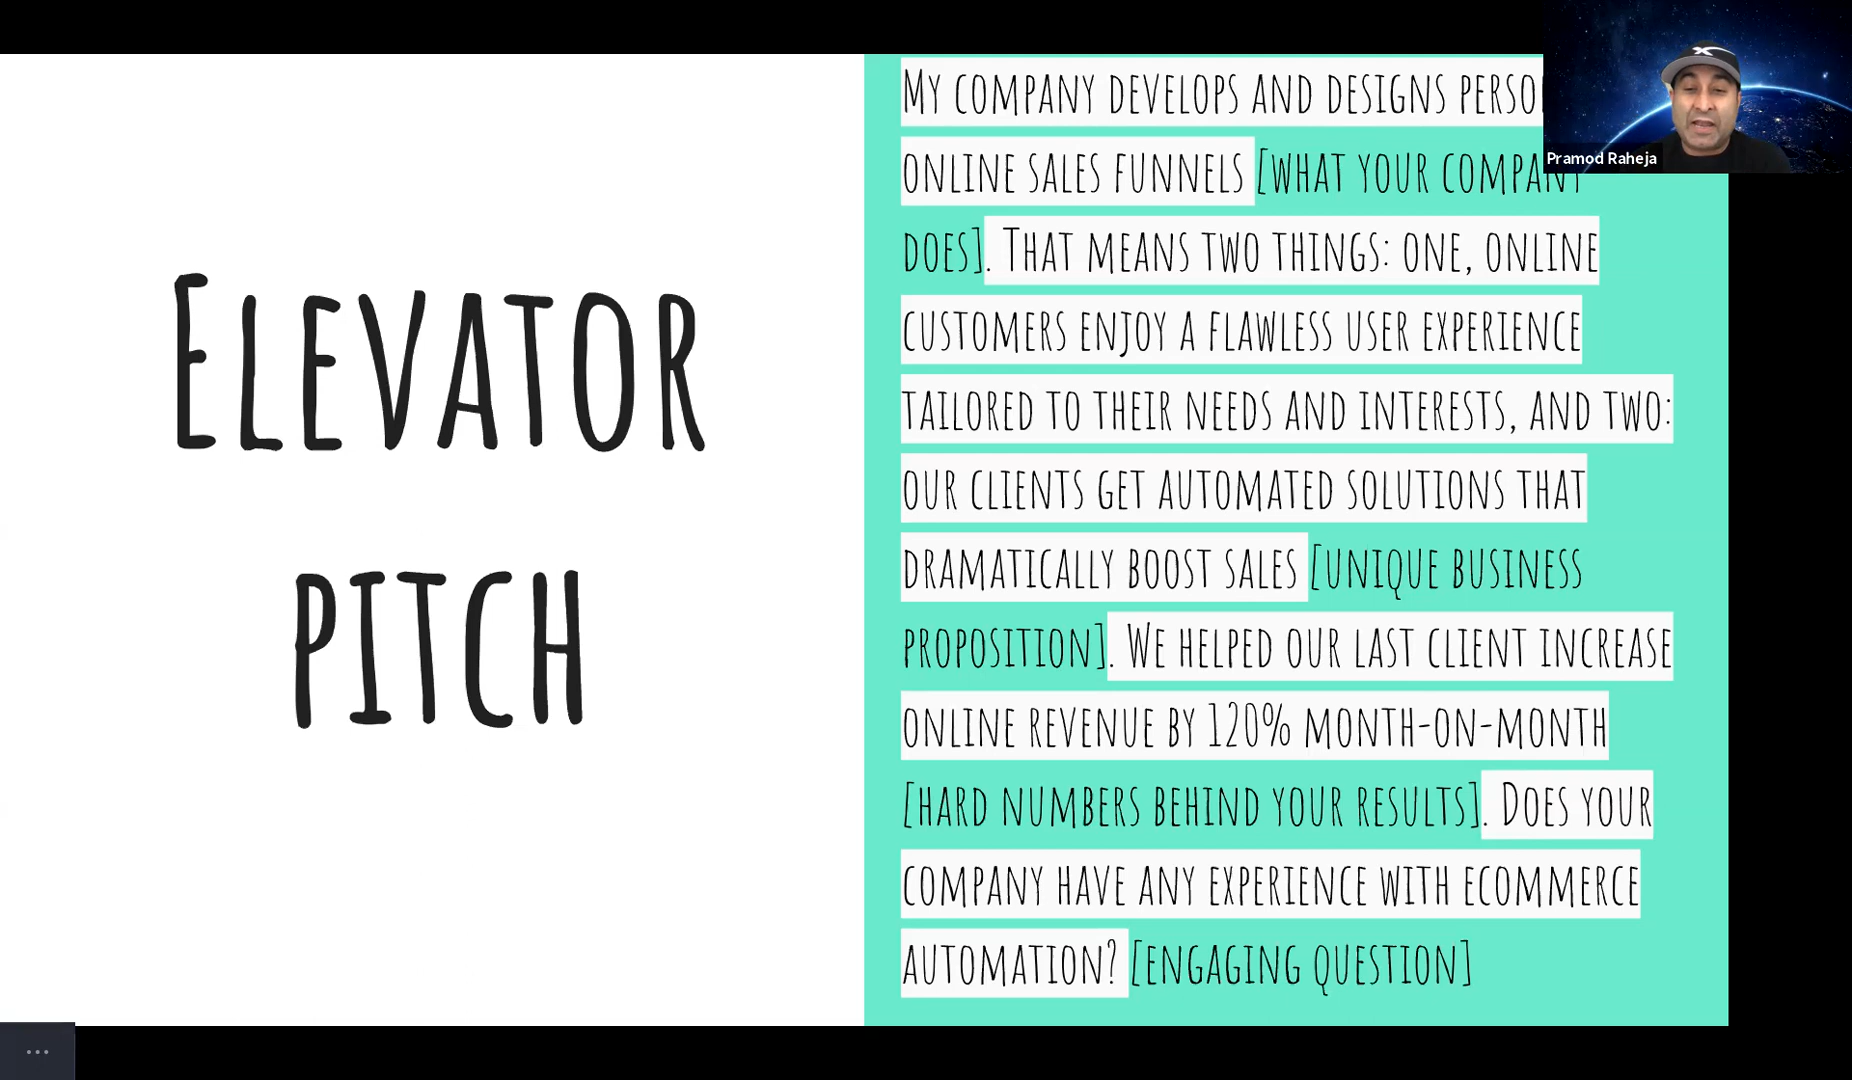 Elevator
pitch
My company develops and designs
online sales funnels [what your company
does]. That means two things: one, online
customers enjoy a flawless user experience
tailored to their needs and interests, and two:
our clients get automated solutions that
dramatically boost sales [unique business
proposition]. We helped our last client increase
online revenue by 120% month-on-month
[hard numbers behind your results]. Does your
company have any experience with ecommerce
automation? [engaging question]
Pramod Raheja